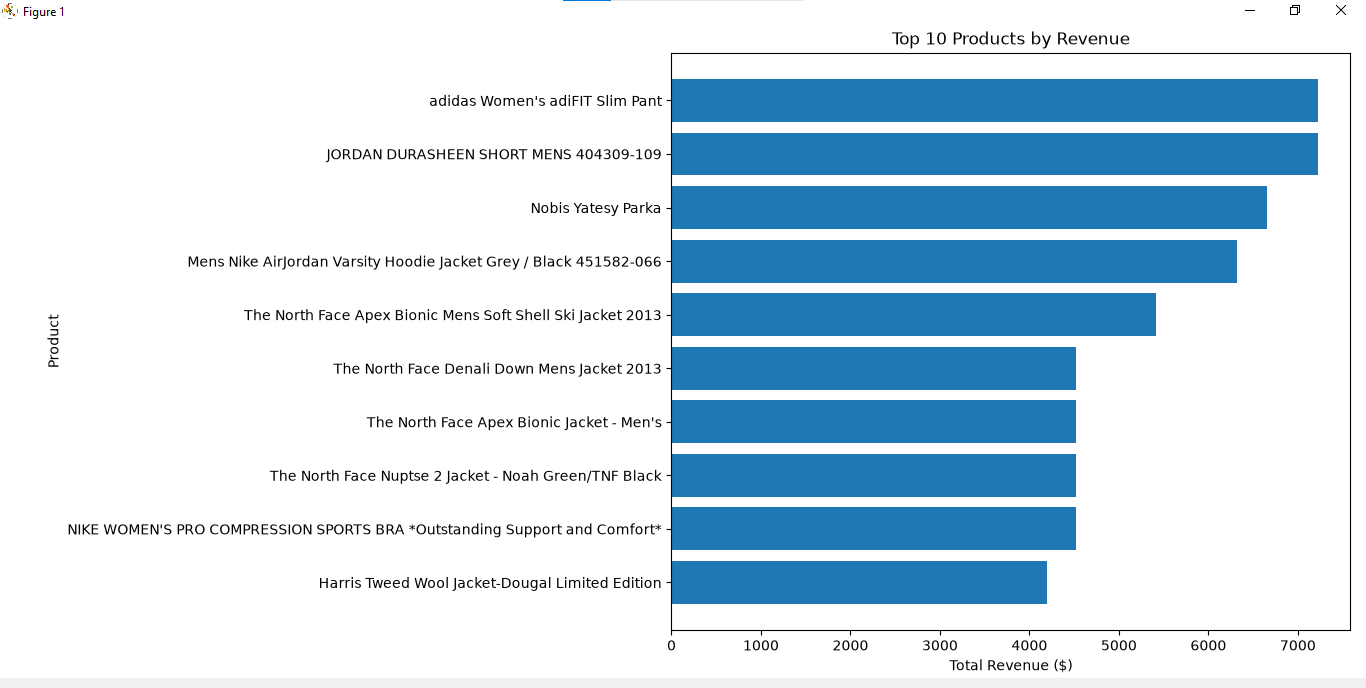 Figure 1
Top 10 Products by Revenue
adidas Women's adiFIT Slim Pant
JORDAN DURASHEEN SHORT MENS 404309-109
Nobis Yatesy Parka
Mens Nike AirJordan Varsity Hoodie Jacket Grey / Black 451582-066
The North Face Apex Bionic Mens Soft Shell Ski Jacket 2013
The North Face Denali Down Mens Jacket 2013
The North Face Apex Bionic Jacket - Men's
The North Face Nuptse 2 Jacket - Noah Green/TNF Black
NIKE WOMEN'S PRO COMPRESSION SPORTS BRA *Outstanding Support and Comfort*
Harris Tweed Wool Jacket-Dougal Limited Edition
Product
0 1000 2000 3000 4000 5000 6000 7000
Total Revenue ($)